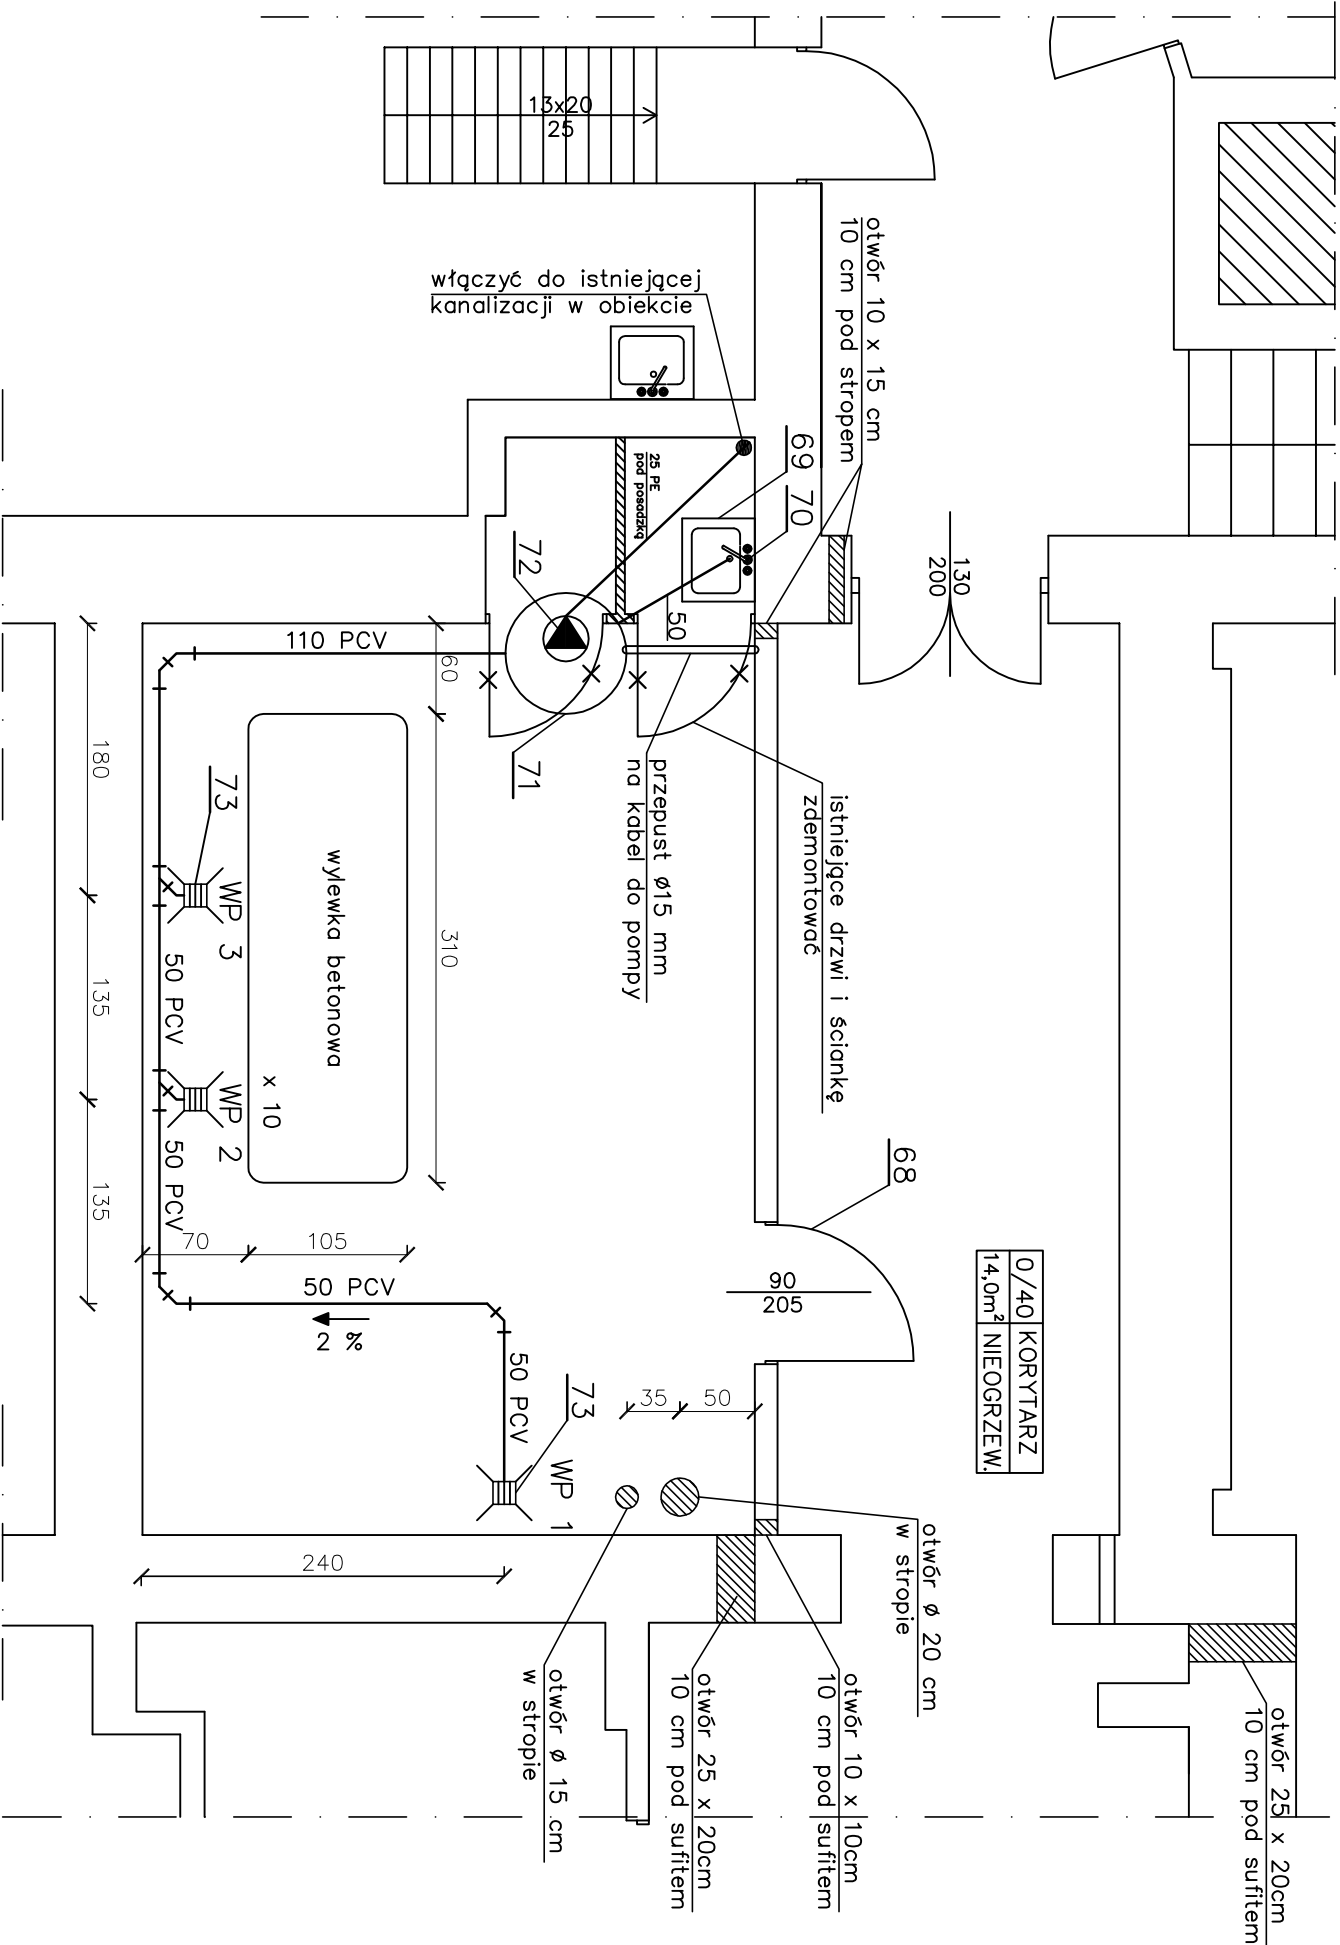 13x20
25
otwór 10 x 15 cm
10 cm pod stropem
włączyć do istniejącej
kanalizacji w obiekcie
69
70
25 PE
pod posadzką
72
50
130
200
110 PCV
60
71
180
73
przepust ø15 mm
na kabel do pompy
istniejące drzwi i ściankę
zdemontować
wylewka betonowa
310
WP 3
50 PCV
135
x 10
WP 2
50 PCV
135
68
70
105
50 PCV
2 %
90
205
0/40 KORYTARZ
14,0m² NIEOGRZEW.
50 PCV
73
35
50
WP 1
240
otwór ø 20 cm
w stropie
otwór ø 15 cm
w stropie
otwór 25 x 20cm
10 cm pod sufitem
otwór 10 x 10cm
10 cm pod sufitem
otwór 25 x 20cm
10 cm pod sufitem